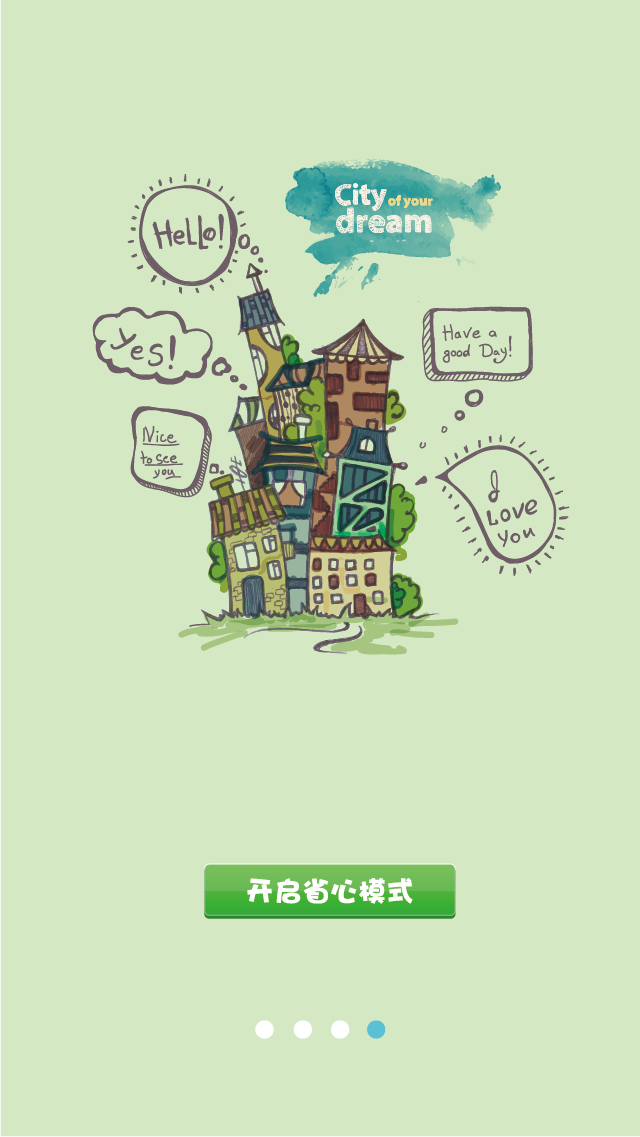 City of your
dream
HeLLo!
Yes!
Have a
good Day!
Nice
to see
you
I
Love
You
开启省心模式